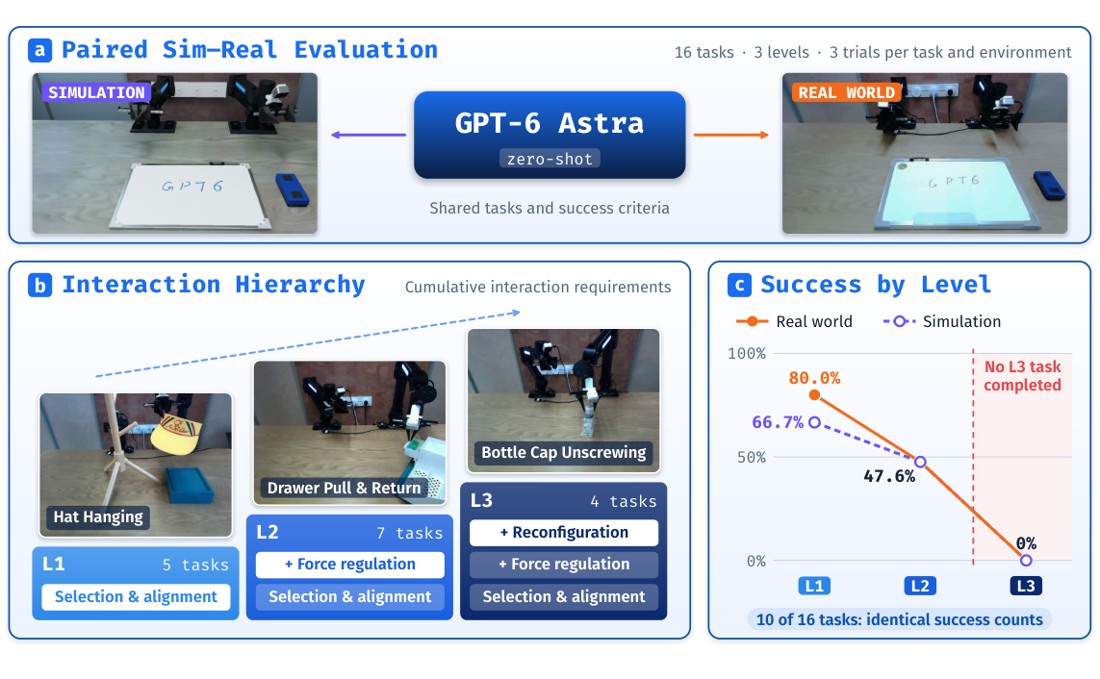 a Paired Sim–Real Evaluation
16 tasks · 3 levels · 3 trials per task and environment
SIMULATION
GPT6
GPT-6 Astra
zero-shot
Shared tasks and success criteria
REAL WORLD
GPT6
b Interaction Hierarchy
Cumulative interaction requirements
Hat Hanging
L1 5 tasks
Selection & alignment
Drawer Pull & Return
L2 7 tasks
+ Force regulation
Selection & alignment
Bottle Cap Unscrewing
L3 4 tasks
+ Reconfiguration
+ Force regulation
Selection & alignment
c Success by Level
Real world
Simulation
100%
50%
0%
No L3 task
completed
80.0%
66.7%
47.6%
0%
L1
L2
L3
10 of 16 tasks: identical success counts